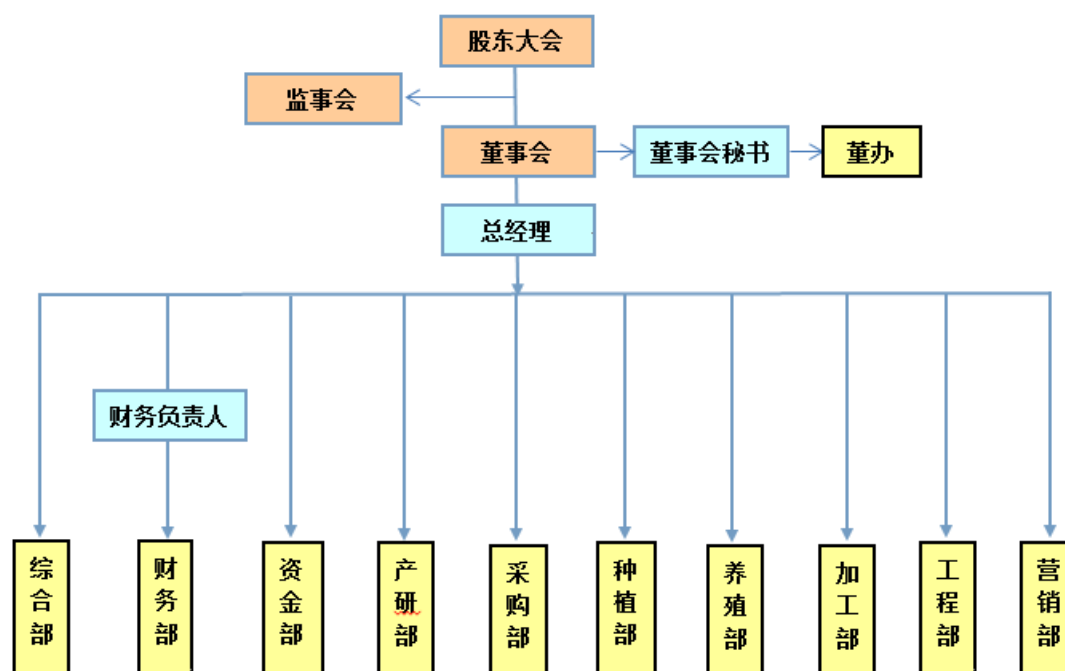 股东大会
监事会
董事会
董事会秘书
董办
总经理
财务负责人
综合部
财务部
资金部
产研部
采购部
种植部
养殖部
加工部
工程部
营销部